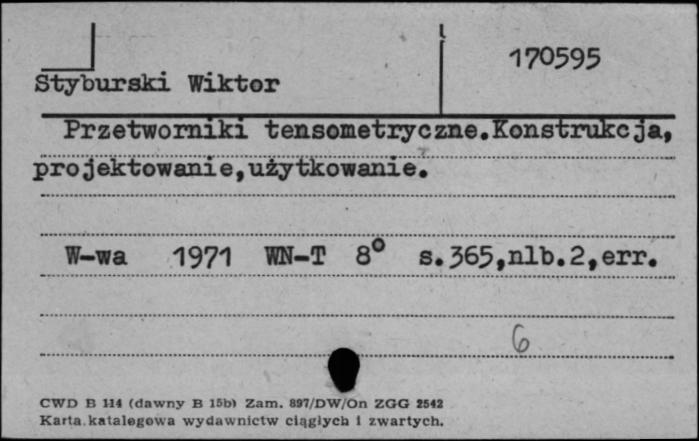 170595
Styburski Wiktor
Przetworniki tensometryczne.Konstrukcja,
projektowanie,użytkowanie.
W-wa 1971 WN-T 8° s.365,nlb.2,err.
6
CWD B 114 (dawny B 15b) Zam. 897/DW/On ZGG 2542
Karta katalogowa wydawnictw ciągłych i zwartych.